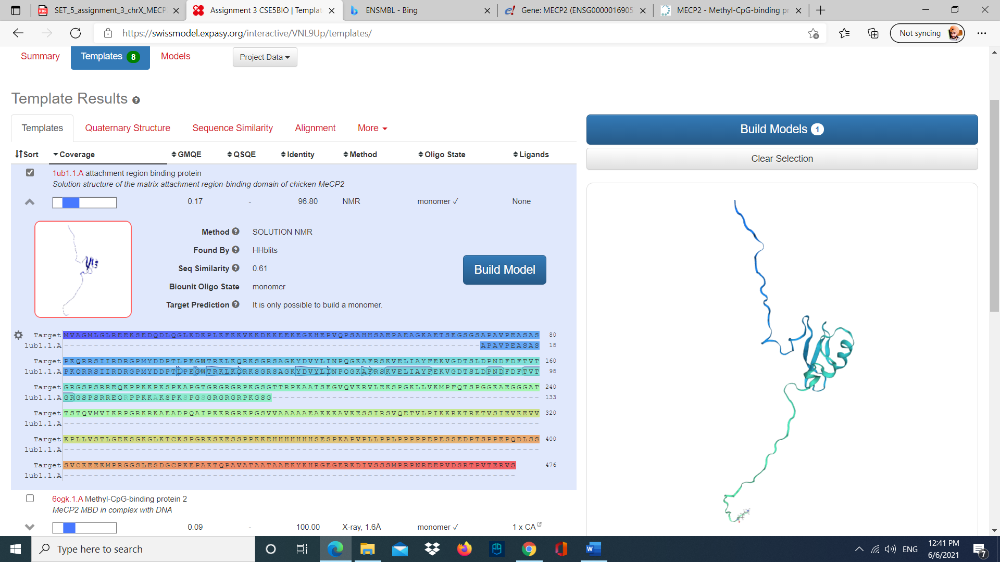 SET_5_assignment_3_chrX_MECP
Assignment 3 CSE5BIO | Templat
ENSMBL - Bing
Gene: MECP2 (ENSG0000016905
MECP2 - Methyl-CpG-binding pr
https://swissmodel.expasy.org/interactive/VNL9Up/templates/
Not syncing
Summary
Templates 8
Models
Project Data
Template Results
Templates
Quaternary Structure
Sequence Similarity
Alignment
More
Build Models 1
Clear Selection
Sort
Coverage
GMQE
QSQE
Identity
Method
Oligo State
Ligands
1ub1.1.A attachment region binding protein
Solution structure of the matrix attachment region-binding domain of chicken MeCP2
0.17 - 96.80 NMR monomer ✓ None
Method SOLUTION NMR
Found By HHblits
Seq Similarity 0.61
Biounit Oligo State monomer
Target Prediction It is only possible to build a monomer.
Build Model
Target MVAGMLGLREEKSEDQDLQGLKDKPLKFKKVKKDKKEEKEGKHEPVQPSAHHSAEPAEAGKAETSEGSGSAPAVPEASAS 80
1ub1.1.A ----------------------------------------------------------------------APAVPEASAS 18
Target PKQRRSIIRDRGPMYDDPTLPEGWTRKLKQRKSGRSAGKYDVYLINPQGKAFRSKVELIAYFEKVGDTSLDPNDFDFTVT 160
1ub1.1.A PKQRRSIIRDRGPMYDDPTLPEGWTRKLKQRKSGRSAGKYDVYLINPQGKAFRSKVELIAYFEKVGDTSLDPNDFDFTVT 98
Target GRGSPSRREQKPPKKPKSPKAPGTGRGRGRPKGSGTTRPKAATSEGVQVKRVLEKSPGKLLVKMPFQTSPGGKAEGGGAT 240
1ub1.1.A GRGSPSRREQRPPKKAKSPKSPGSGRGRGRPKGSG--------------------------------------------- 133
Target TSTQVMVIKRPGRKRKAEADPQAIPKKRGRKPGSVVAAAAAEAKKKAVKESSIRSVQETVLPIKKRKTRETVSIEVKEVV 320
1ub1.1.A --------------------------------------------------------------------------------
Target KPLLVSTLGEKSGKGLKTCKSPGRKSKESSPPKKEHHHHHHHSESPKAPVPLLPPLPPPPPEPESSEDPTSPPEPQDLSS 400
1ub1.1.A --------------------------------------------------------------------------------
Target SVCKEEKMPRGGSLESDGCPKEPAKTQPAVATAATAAEKYKHRGEGERKDIVSSSMPRPNREEPVDSRTPVTERVS 476
1ub1.1.A ----------------------------------------------------------------------------
6ogk.1.A Methyl-CpG-binding protein 2
MeCP2 MBD in complex with DNA
0.09 - 100.00 X-ray, 1.6Å monomer ✓ 1 x CA
Type here to search
ENG
12:41 PM
6/6/2021
7